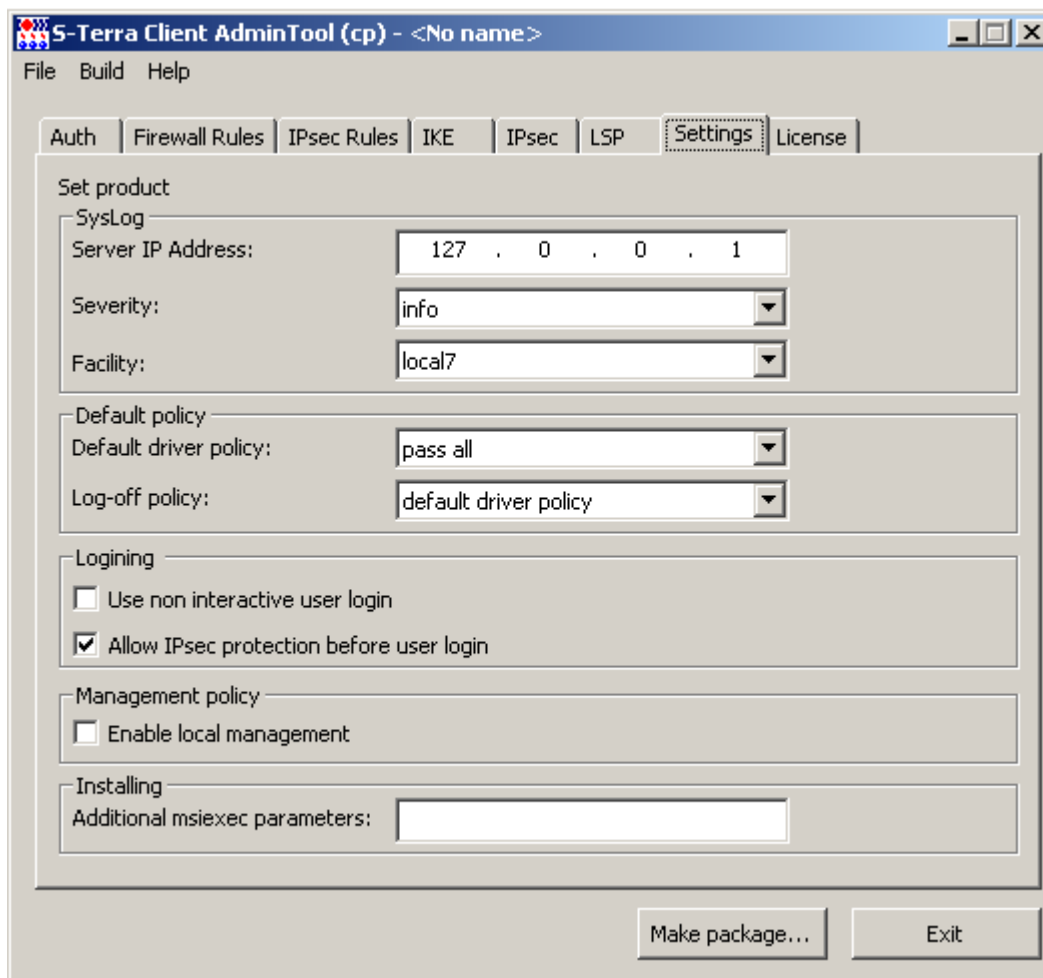 S-Terra Client AdminTool (cp) - <No name>
File Build Help
Auth Firewall Rules IPsec Rules IKE IPsec LSP Settings License
Set product
SysLog
Server IP Address: 127 . 0 . 0 . 1
Severity: info
Facility: local7
Default policy
Default driver policy: pass all
Log-off policy: default driver policy
Logining
Use non interactive user login
Allow IPsec protection before user login
Management policy
Enable local management
Installing
Additional msiexec parameters:
Make package... Exit